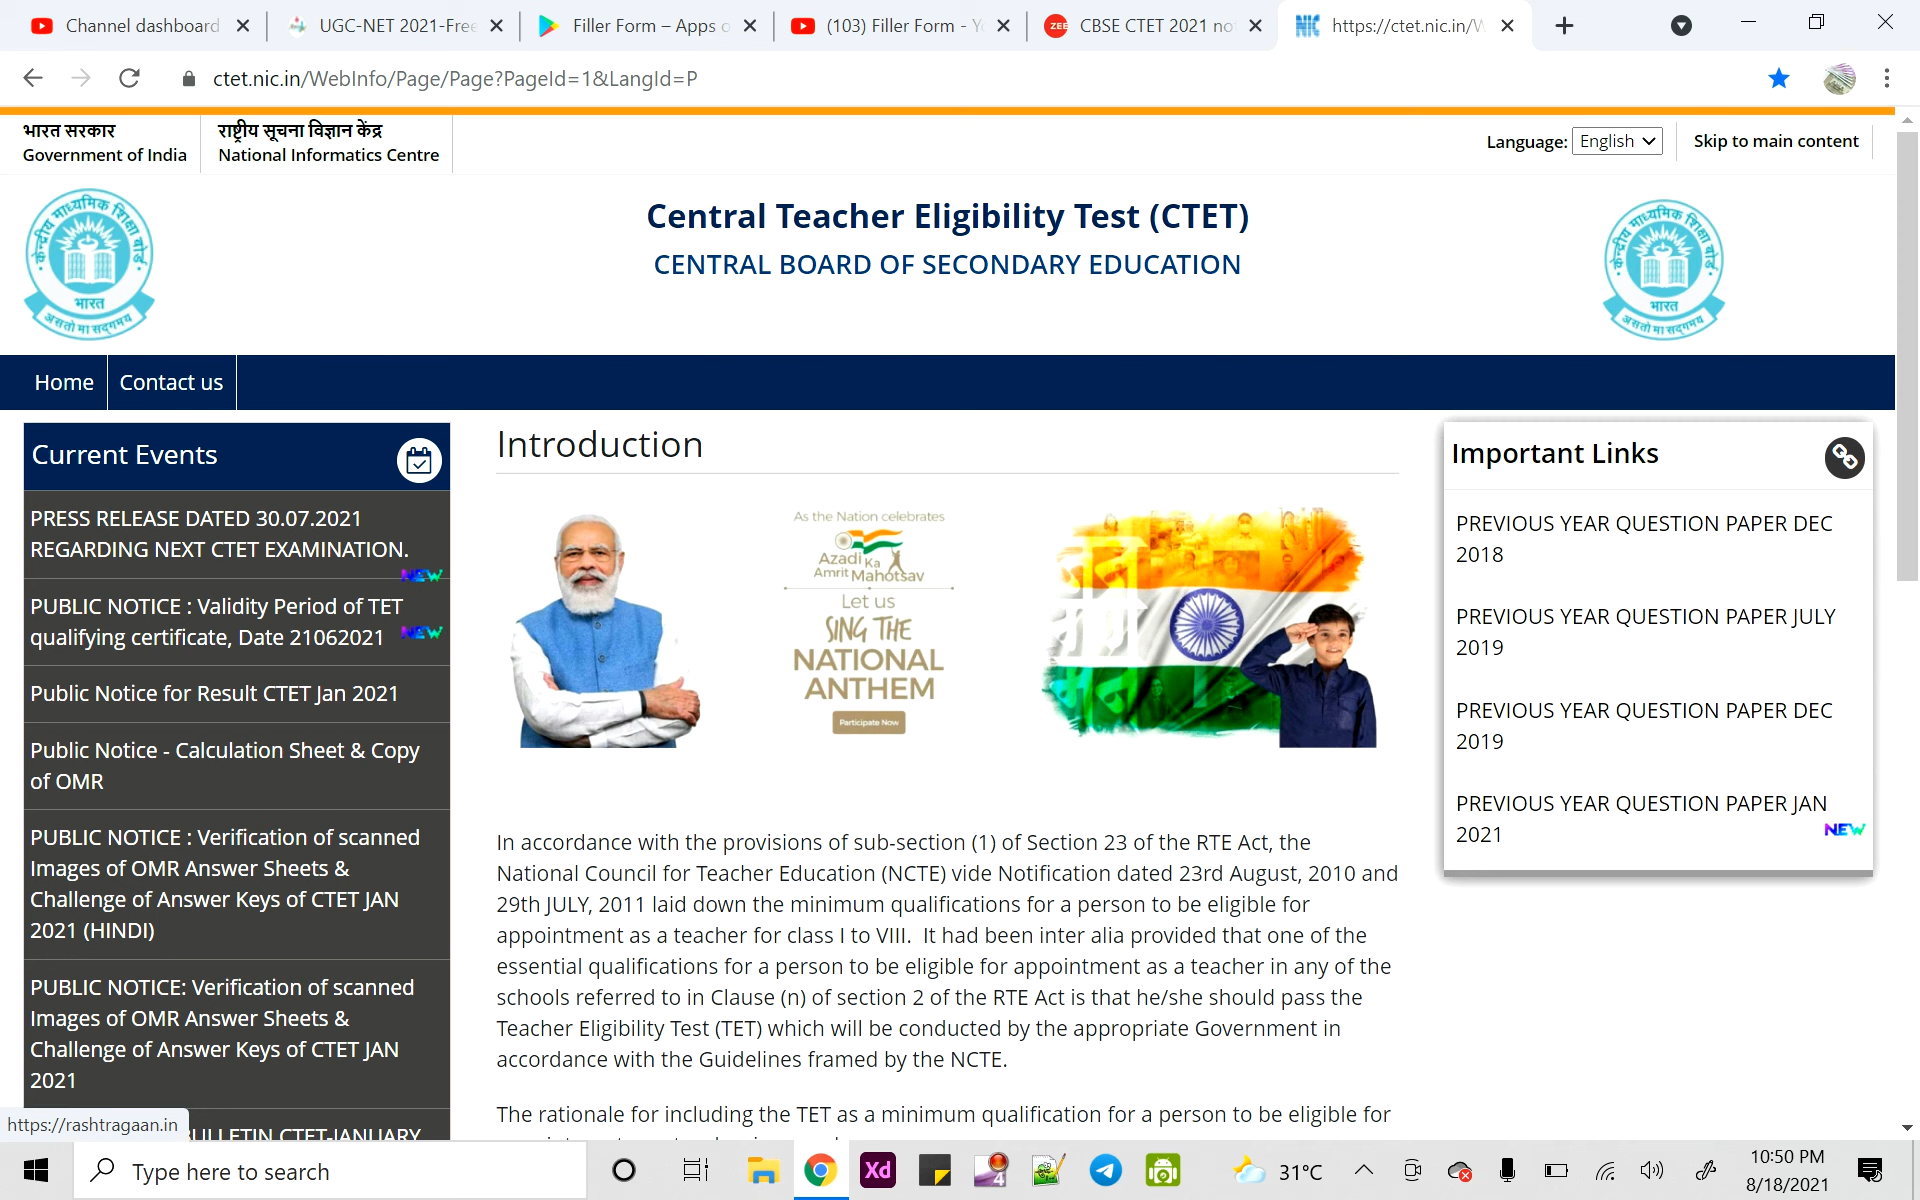 Channel dashboard
UGC-NET 2021-Free
Filler Form – Apps o
(103) Filler Form - Y
CBSE CTET 2021 no
https://ctet.nic.in/W
ctet.nic.in/WebInfo/Page/Page?PageId=1&LangId=P
भारत सरकार
Government of India
राष्ट्रीय सूचना विज्ञान केंद्र
National Informatics Centre
Language: English
Skip to main content
केन्द्रीय माध्यमिक शिक्षा बोर्ड
भारत
असतो मा सद्गमय
Central Teacher Eligibility Test (CTET)
CENTRAL BOARD OF SECONDARY EDUCATION
केन्द्रीय माध्यमिक शिक्षा बोर्ड
भारत
असतो मा सद्गमय
Home
Contact us
Current Events
PRESS RELEASE DATED 30.07.2021
REGARDING NEXT CTET EXAMINATION.
NEW
PUBLIC NOTICE : Validity Period of TET
qualifying certificate, Date 21062021 NEW
Public Notice for Result CTET Jan 2021
Public Notice - Calculation Sheet & Copy
of OMR
PUBLIC NOTICE : Verification of scanned
Images of OMR Answer Sheets &
Challenge of Answer Keys of CTET JAN
2021 (HINDI)
PUBLIC NOTICE: Verification of scanned
Images of OMR Answer Sheets &
Challenge of Answer Keys of CTET JAN
2021
BULLETIN CTET-JANUARY
https://rashtragaan.in
Introduction
As the Nation celebrates
Azadi Ka
Amrit Mahotsav
Let us
SING THE
NATIONAL
ANTHEM
Participate Now
In accordance with the provisions of sub-section (1) of Section 23 of the RTE Act, the
National Council for Teacher Education (NCTE) vide Notification dated 23rd August, 2010 and
29th JULY, 2011 laid down the minimum qualifications for a person to be eligible for
appointment as a teacher for class I to VIII.  It had been inter alia provided that one of the
essential qualifications for a person to be eligible for appointment as a teacher in any of the
schools referred to in Clause (n) of section 2 of the RTE Act is that he/she should pass the
Teacher Eligibility Test (TET) which will be conducted by the appropriate Government in
accordance with the Guidelines framed by the NCTE.
The rationale for including the TET as a minimum qualification for a person to be eligible for
Important Links
PREVIOUS YEAR QUESTION PAPER DEC
2018
PREVIOUS YEAR QUESTION PAPER JULY
2019
PREVIOUS YEAR QUESTION PAPER DEC
2019
PREVIOUS YEAR QUESTION PAPER JAN
2021 NEW
Type here to search
Xd
31°C
10:50 PM
8/18/2021